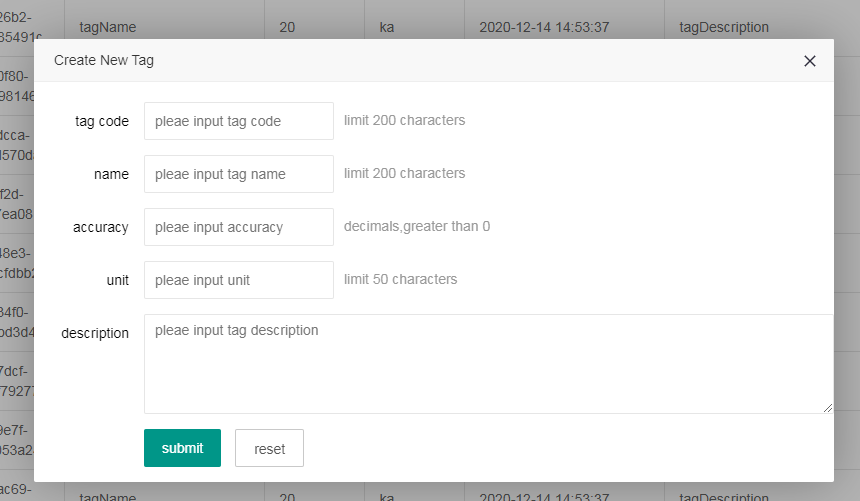 26b2- tagName 20 ka 2020-12-14 14:53:37 tagDescription
85491c
Create New Tag
0f80-
98146
tag code pleae input tag code limit 200 characters
dcca-
d570d
name pleae input tag name limit 200 characters
f2d-
7ea08
accuracy pleae input accuracy decimals,greater than 0
48e3-
cfdbb2
unit pleae input unit limit 50 characters
84f0-
bd3d4
description pleae input tag description
7dcf-
f7927
9e7f-
053a2
submit reset
ac69- tagName 20 ka 2020-12-14 14:53:37 tagDescription